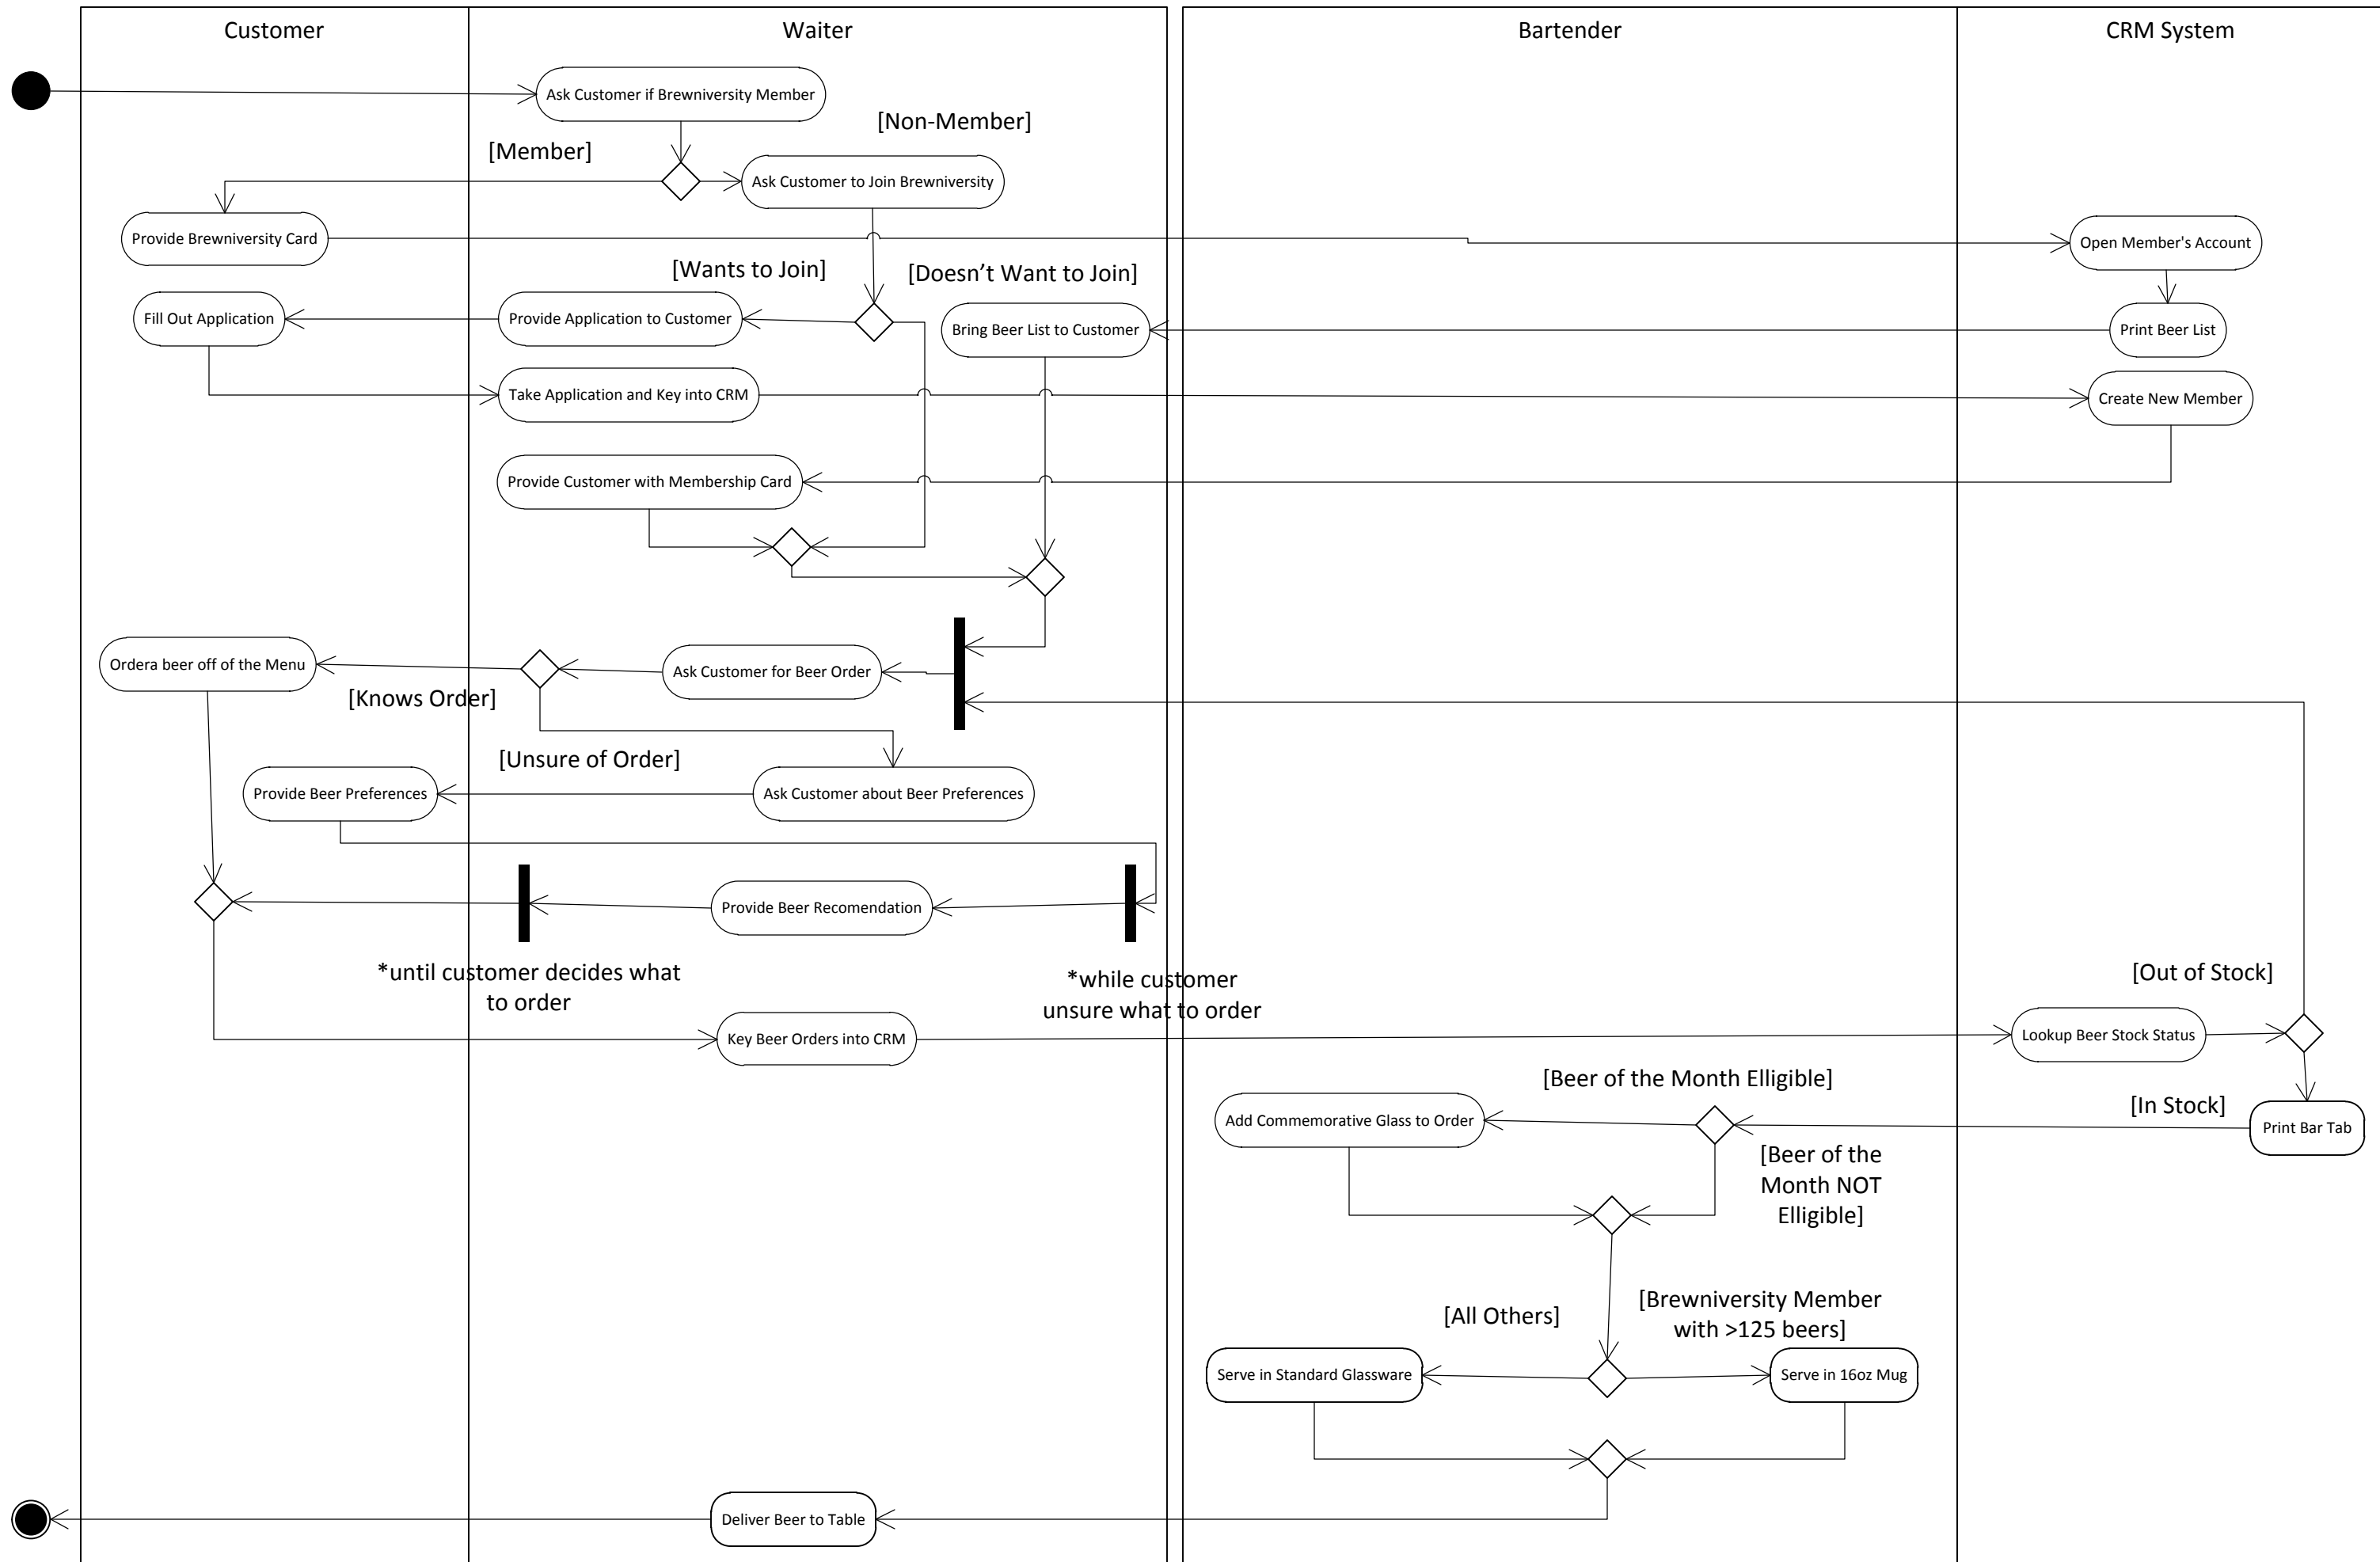 Customer
Waiter
Bartender
CRM System
Ask Customer if Brewniversity Member
[Non-Member]
[Member]
Ask Customer to Join Brewniversity
Provide Brewniversity Card
Open Member's Account
[Wants to Join]
[Doesn't Want to Join]
Fill Out Application
Provide Application to Customer
Bring Beer List to Customer
Print Beer List
Take Application and Key into CRM
Create New Member
Provide Customer with Membership Card
Ordera beer off of the Menu
Ask Customer for Beer Order
[Knows Order]
[Unsure of Order]
Provide Beer Preferences
Ask Customer about Beer Preferences
Provide Beer Recomendation
*until customer decides what
to order
*while customer
unsure what to order
[Out of Stock]
Key Beer Orders into CRM
Lookup Beer Stock Status
[Beer of the Month Elligible]
Add Commemorative Glass to Order
[In Stock]
Print Bar Tab
[Beer of the
Month NOT
Elligible]
[All Others]
[Brewniversity Member
with >125 beers]
Serve in Standard Glassware
Serve in 16oz Mug
Deliver Beer to Table